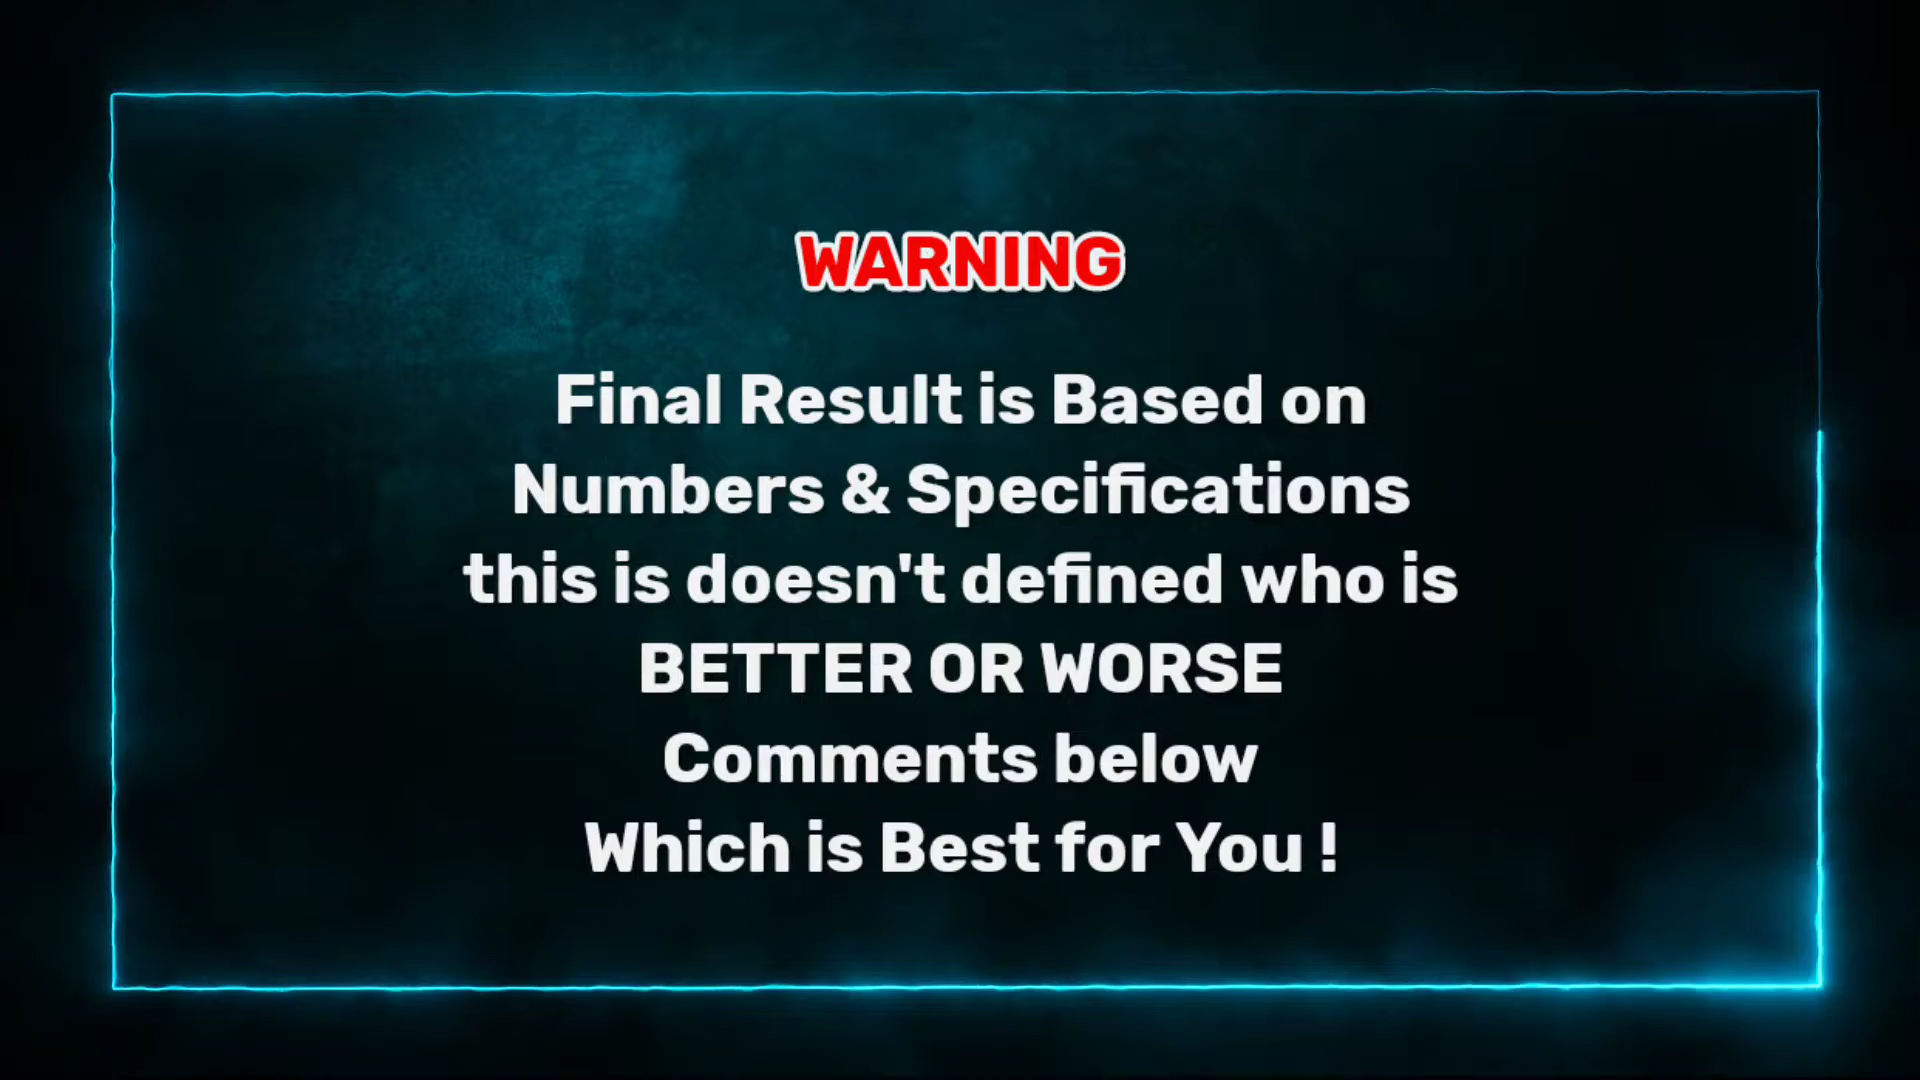 WARNING
Final Result is Based on
Numbers & Specifications
this is doesn't defined who is
BETTER OR WORSE
Comments below
Which is Best for You !